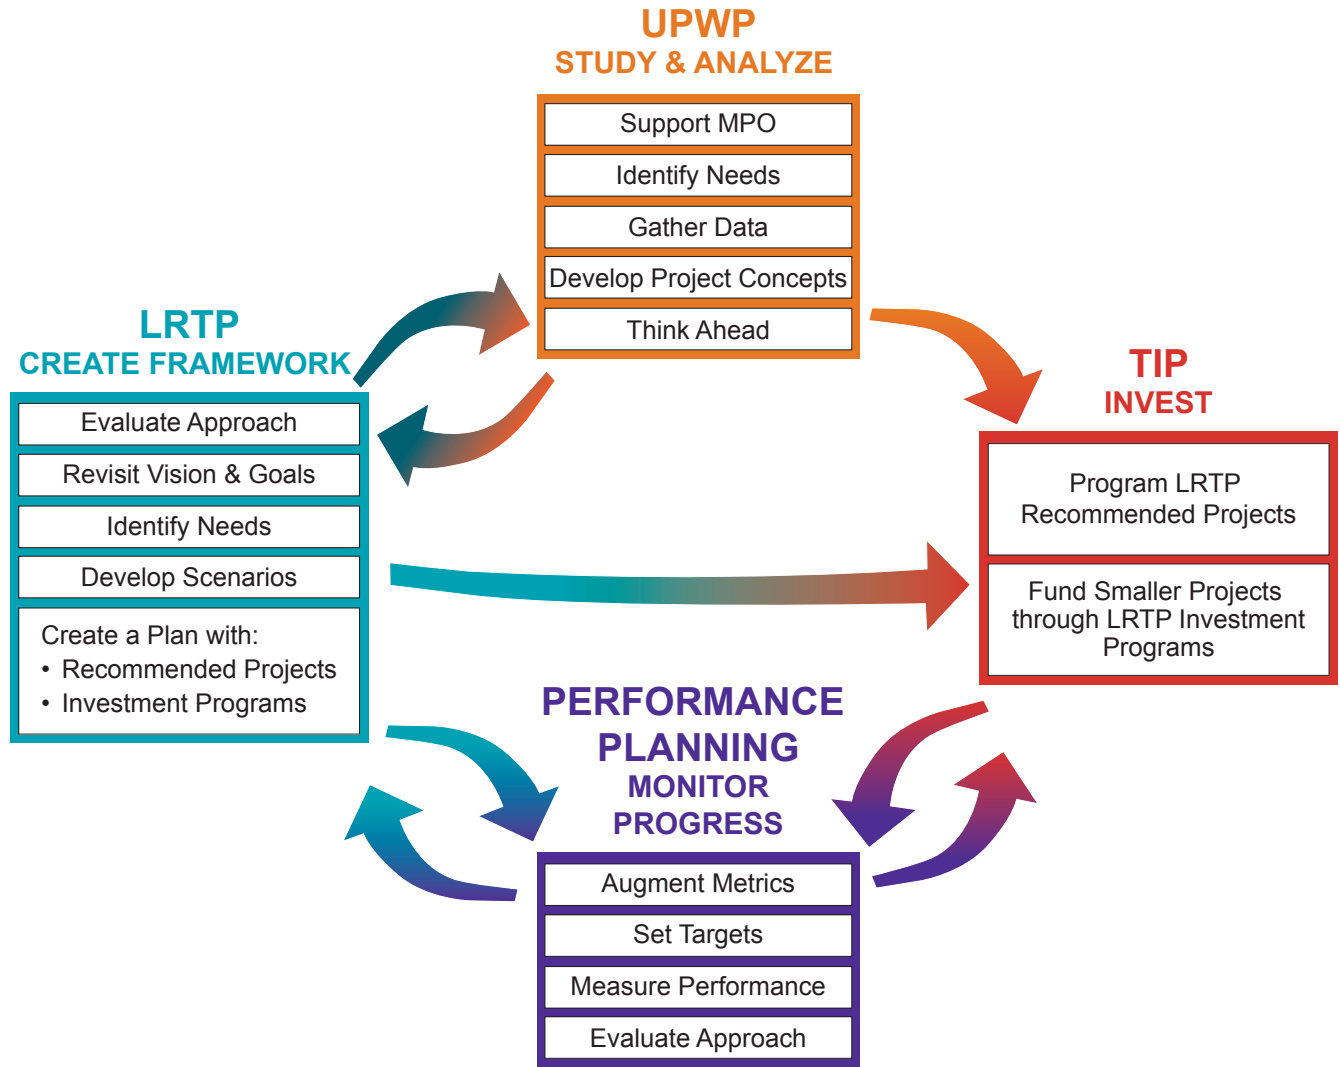 UPWP
STUDY & ANALYZE
Support MPO
Identify Needs
Gather Data
Develop Project Concepts
Think Ahead
LRTP
CREATE FRAMEWORK
Evaluate Approach
Revisit Vision & Goals
Identify Needs
Develop Scenarios
Create a Plan with:
• Recommended Projects
• Investment Programs
TIP
INVEST
Program LRTP
Recommended Projects
Fund Smaller Projects
through LRTP Investment
Programs
PERFORMANCE
PLANNING
MONITOR
PROGRESS
Augment Metrics
Set Targets
Measure Performance
Evaluate Approach